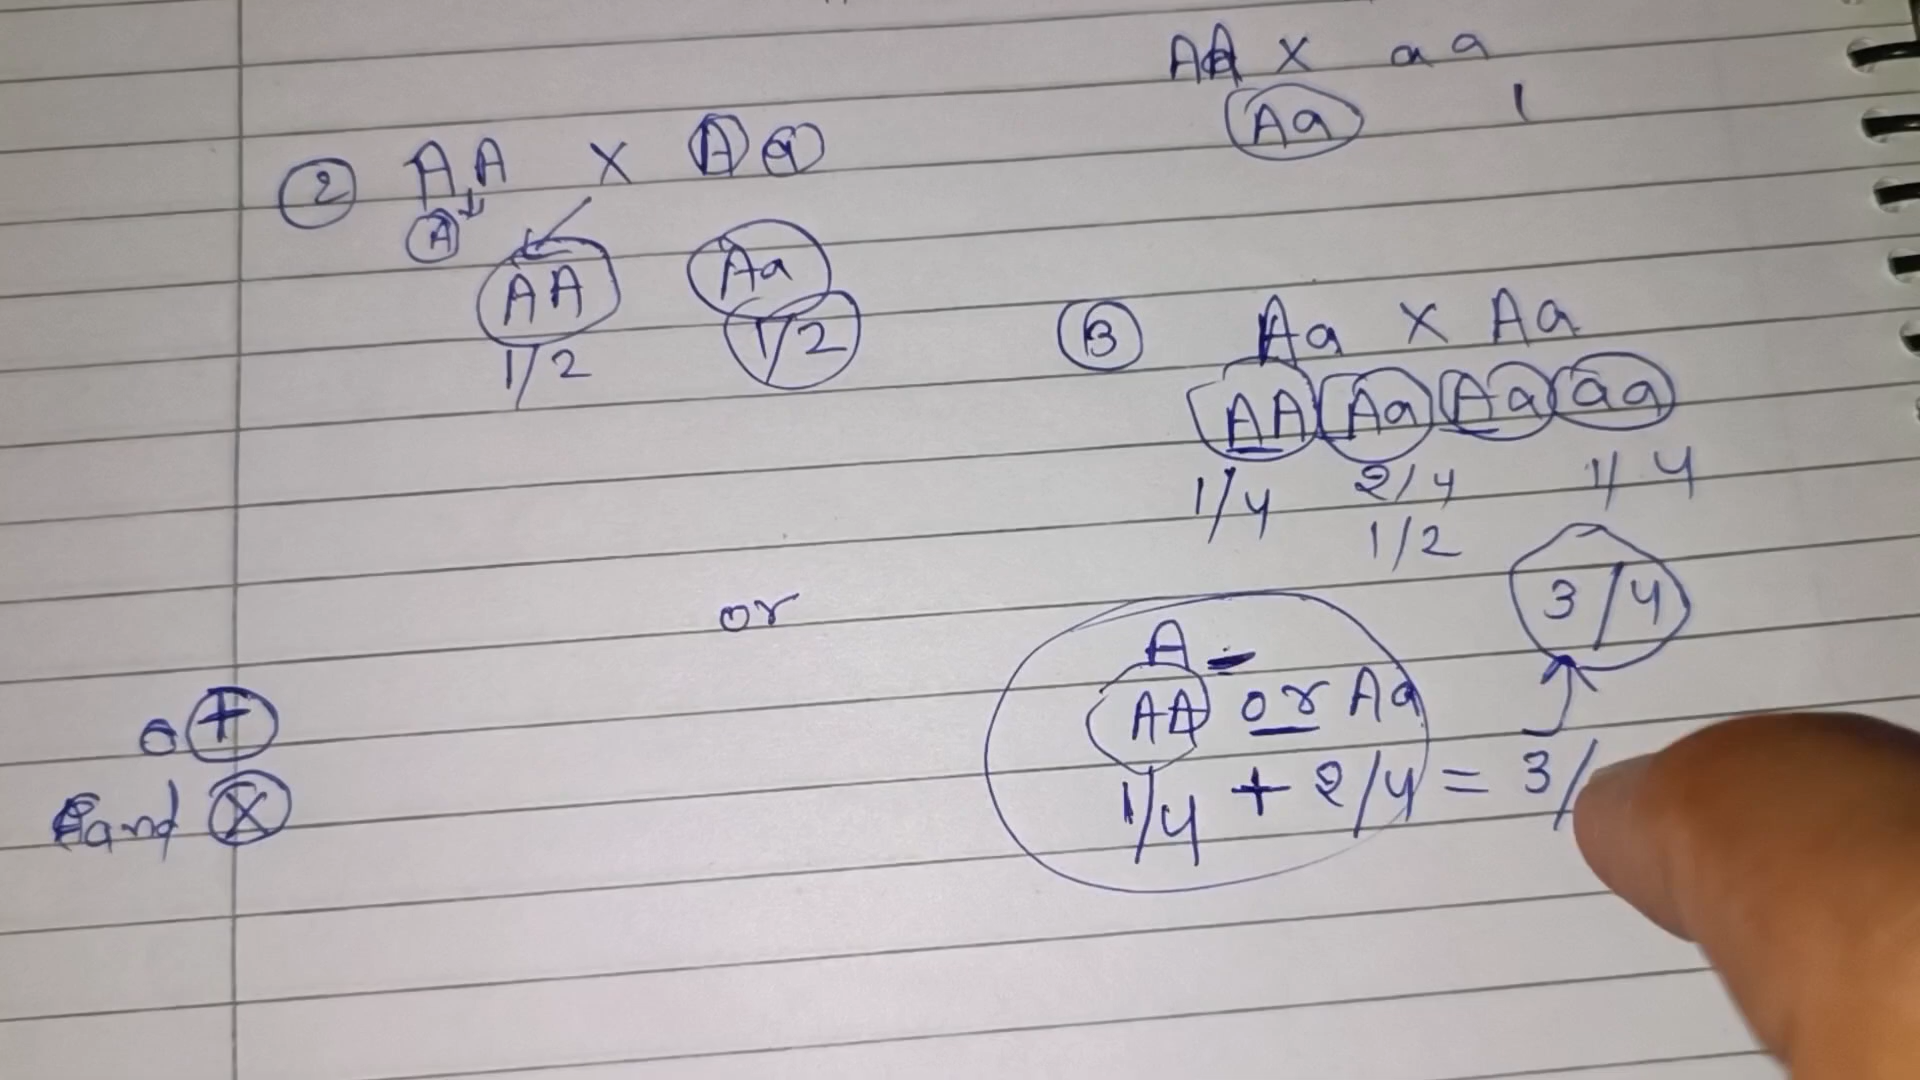 AA X aa
Aa 1
2 AA X Aa
A
AA Aa
1/2 1/2
3 Aa X Aa
AA Aa Aa aa
1/4 2/4 1/4
1/2
3/4
or
A -
AA or Aa
1/4 + 2/4 = 3/
o +
and X